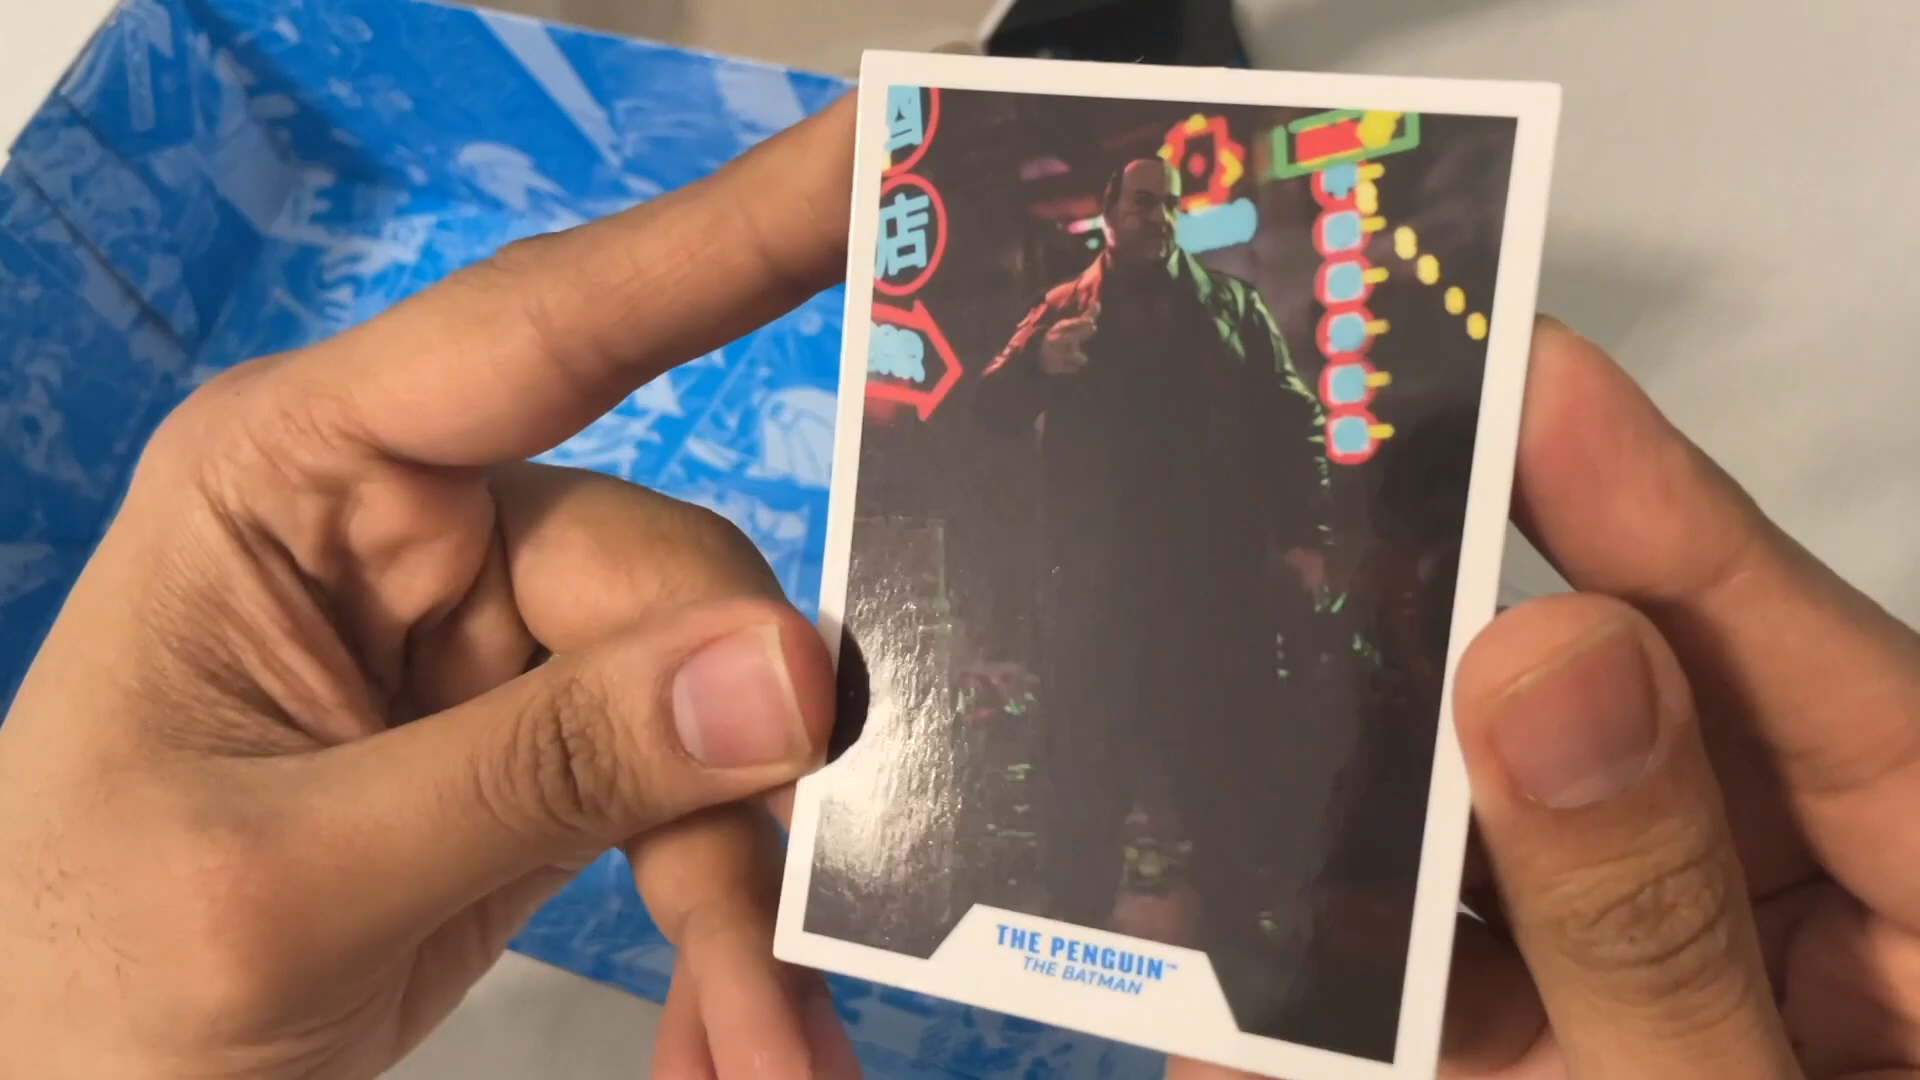 店
THE PENGUIN™
THE BATMAN